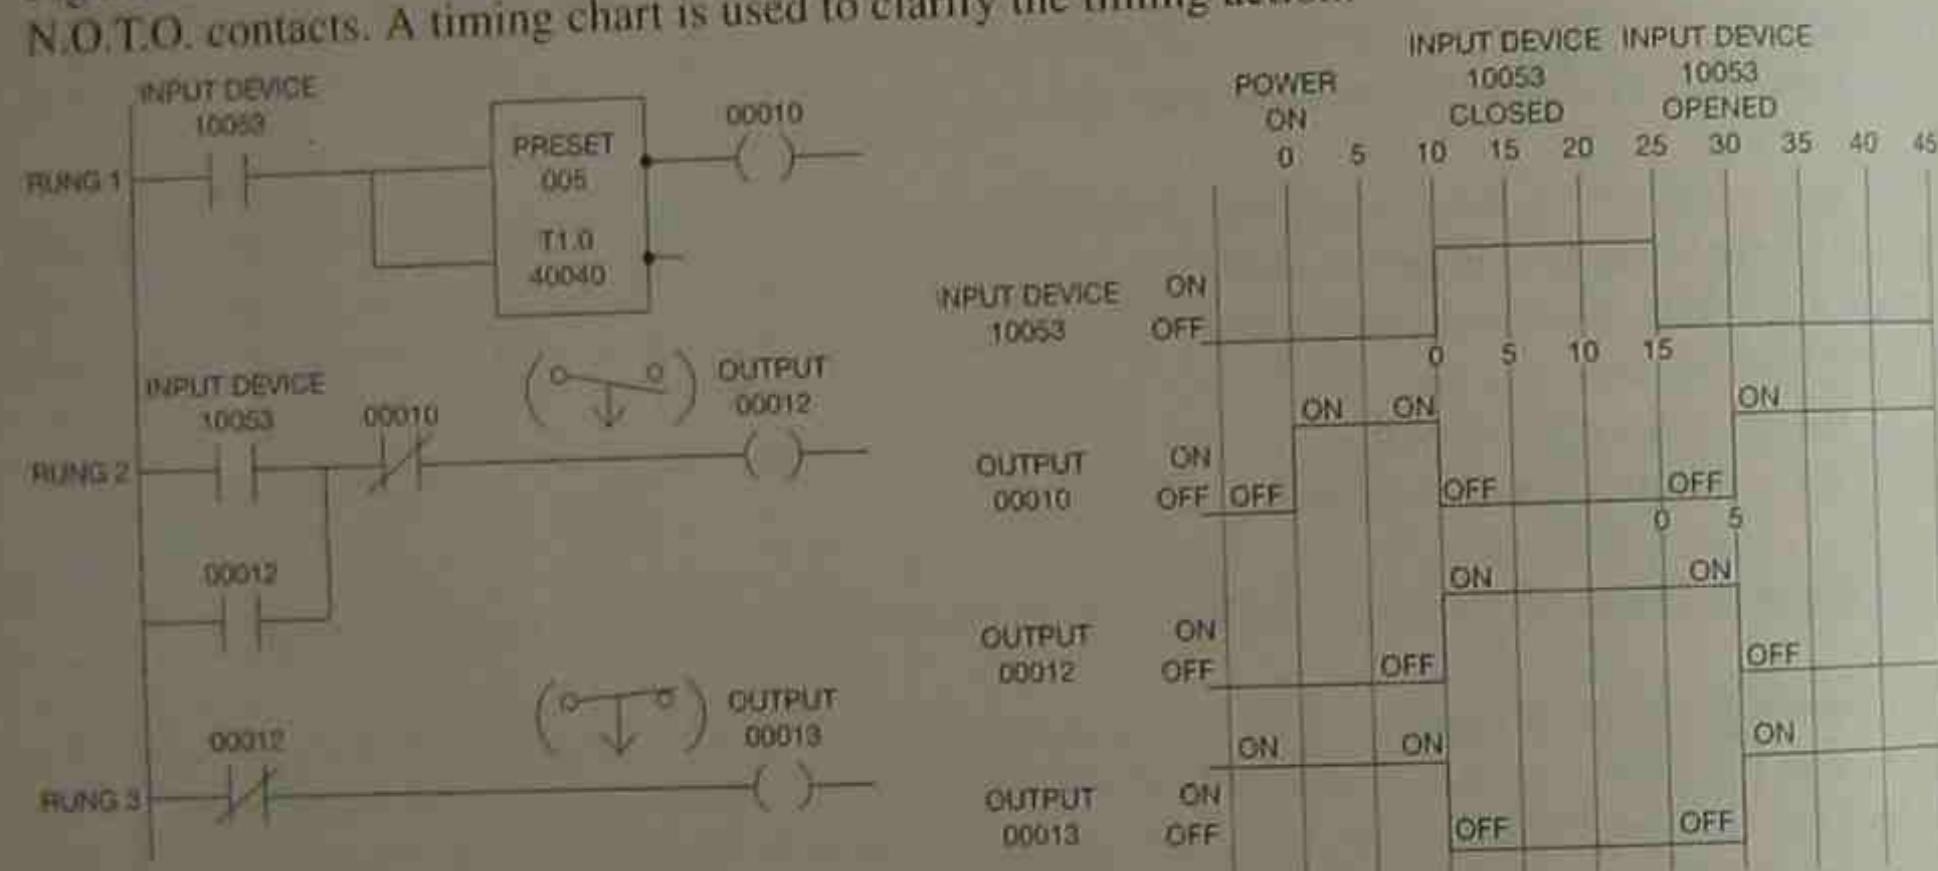 N.O.T.O. contacts. A timing chart is used to clarify the timing
INPUT DEVICE
10053
RUNG 1
PRESET
005
T1.0
40040
00010
INPUT DEVICE
10053
00010
OUTPUT
00012
RUNG 2
00012
00012
OUTPUT
00013
RUNG 3
POWER
ON
INPUT DEVICE
10053
CLOSED
INPUT DEVICE
10053
OPENED
0 5 10 15 20 25 30 35 40 45
INPUT DEVICE
10053
ON
OFF
0 5 10 15
OUTPUT
00010
ON
OFF
OFF
ON ON
OFF
OFF
ON
0 5
OUTPUT
00012
ON
OFF
OFF
ON
ON
OFF
OUTPUT
00013
ON
OFF
ON
ON
OFF
OFF
ON